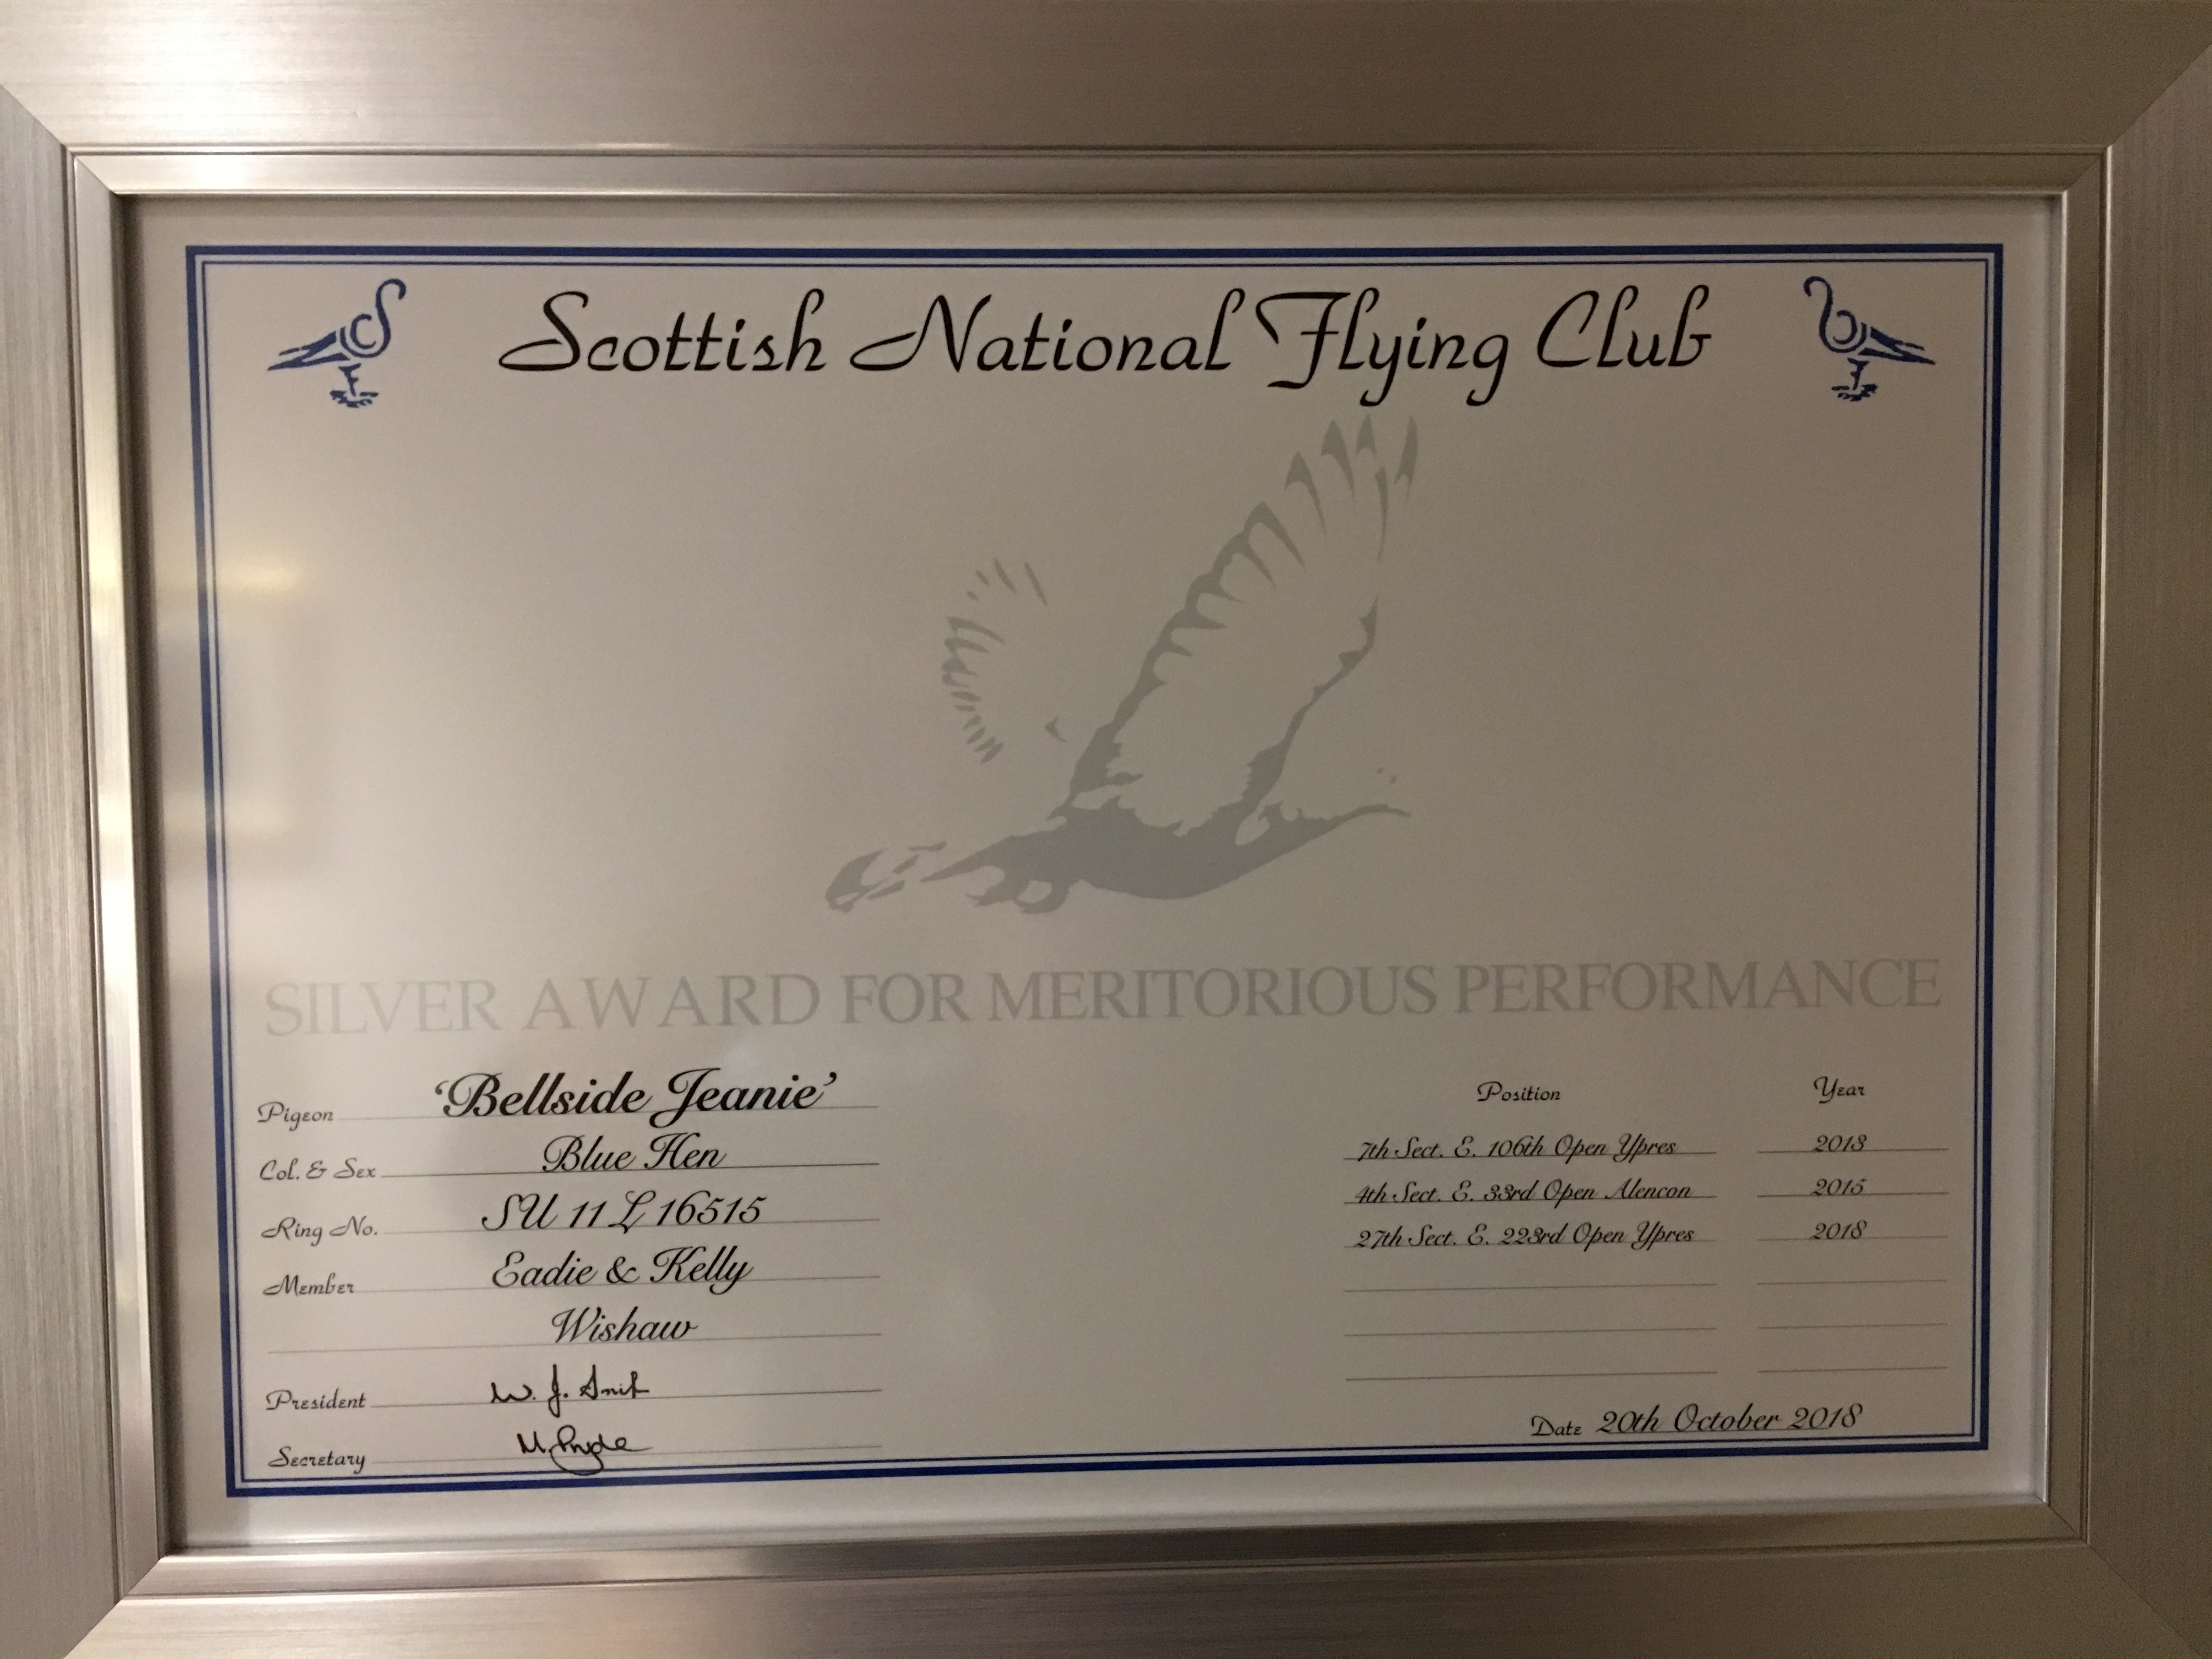 Scottish National Flying Club
SILVER AWARD FOR MERITORIOUS PERFORMANCE
Pigeon 'Bellside Jeanie'
Col. & Sex Blue Hen
Ring No. SU 11 L 16515
Member Eadie & Kelly
Wishaw
President W. J.
Secretary M. Pryde
Position Year
7th Sect. E. 106th Open Ypres 2013
4th Sect. E. 33rd Open Alencon 2015
27th Sect. E. 223rd Open Ypres 2018
Date 20th October 2018